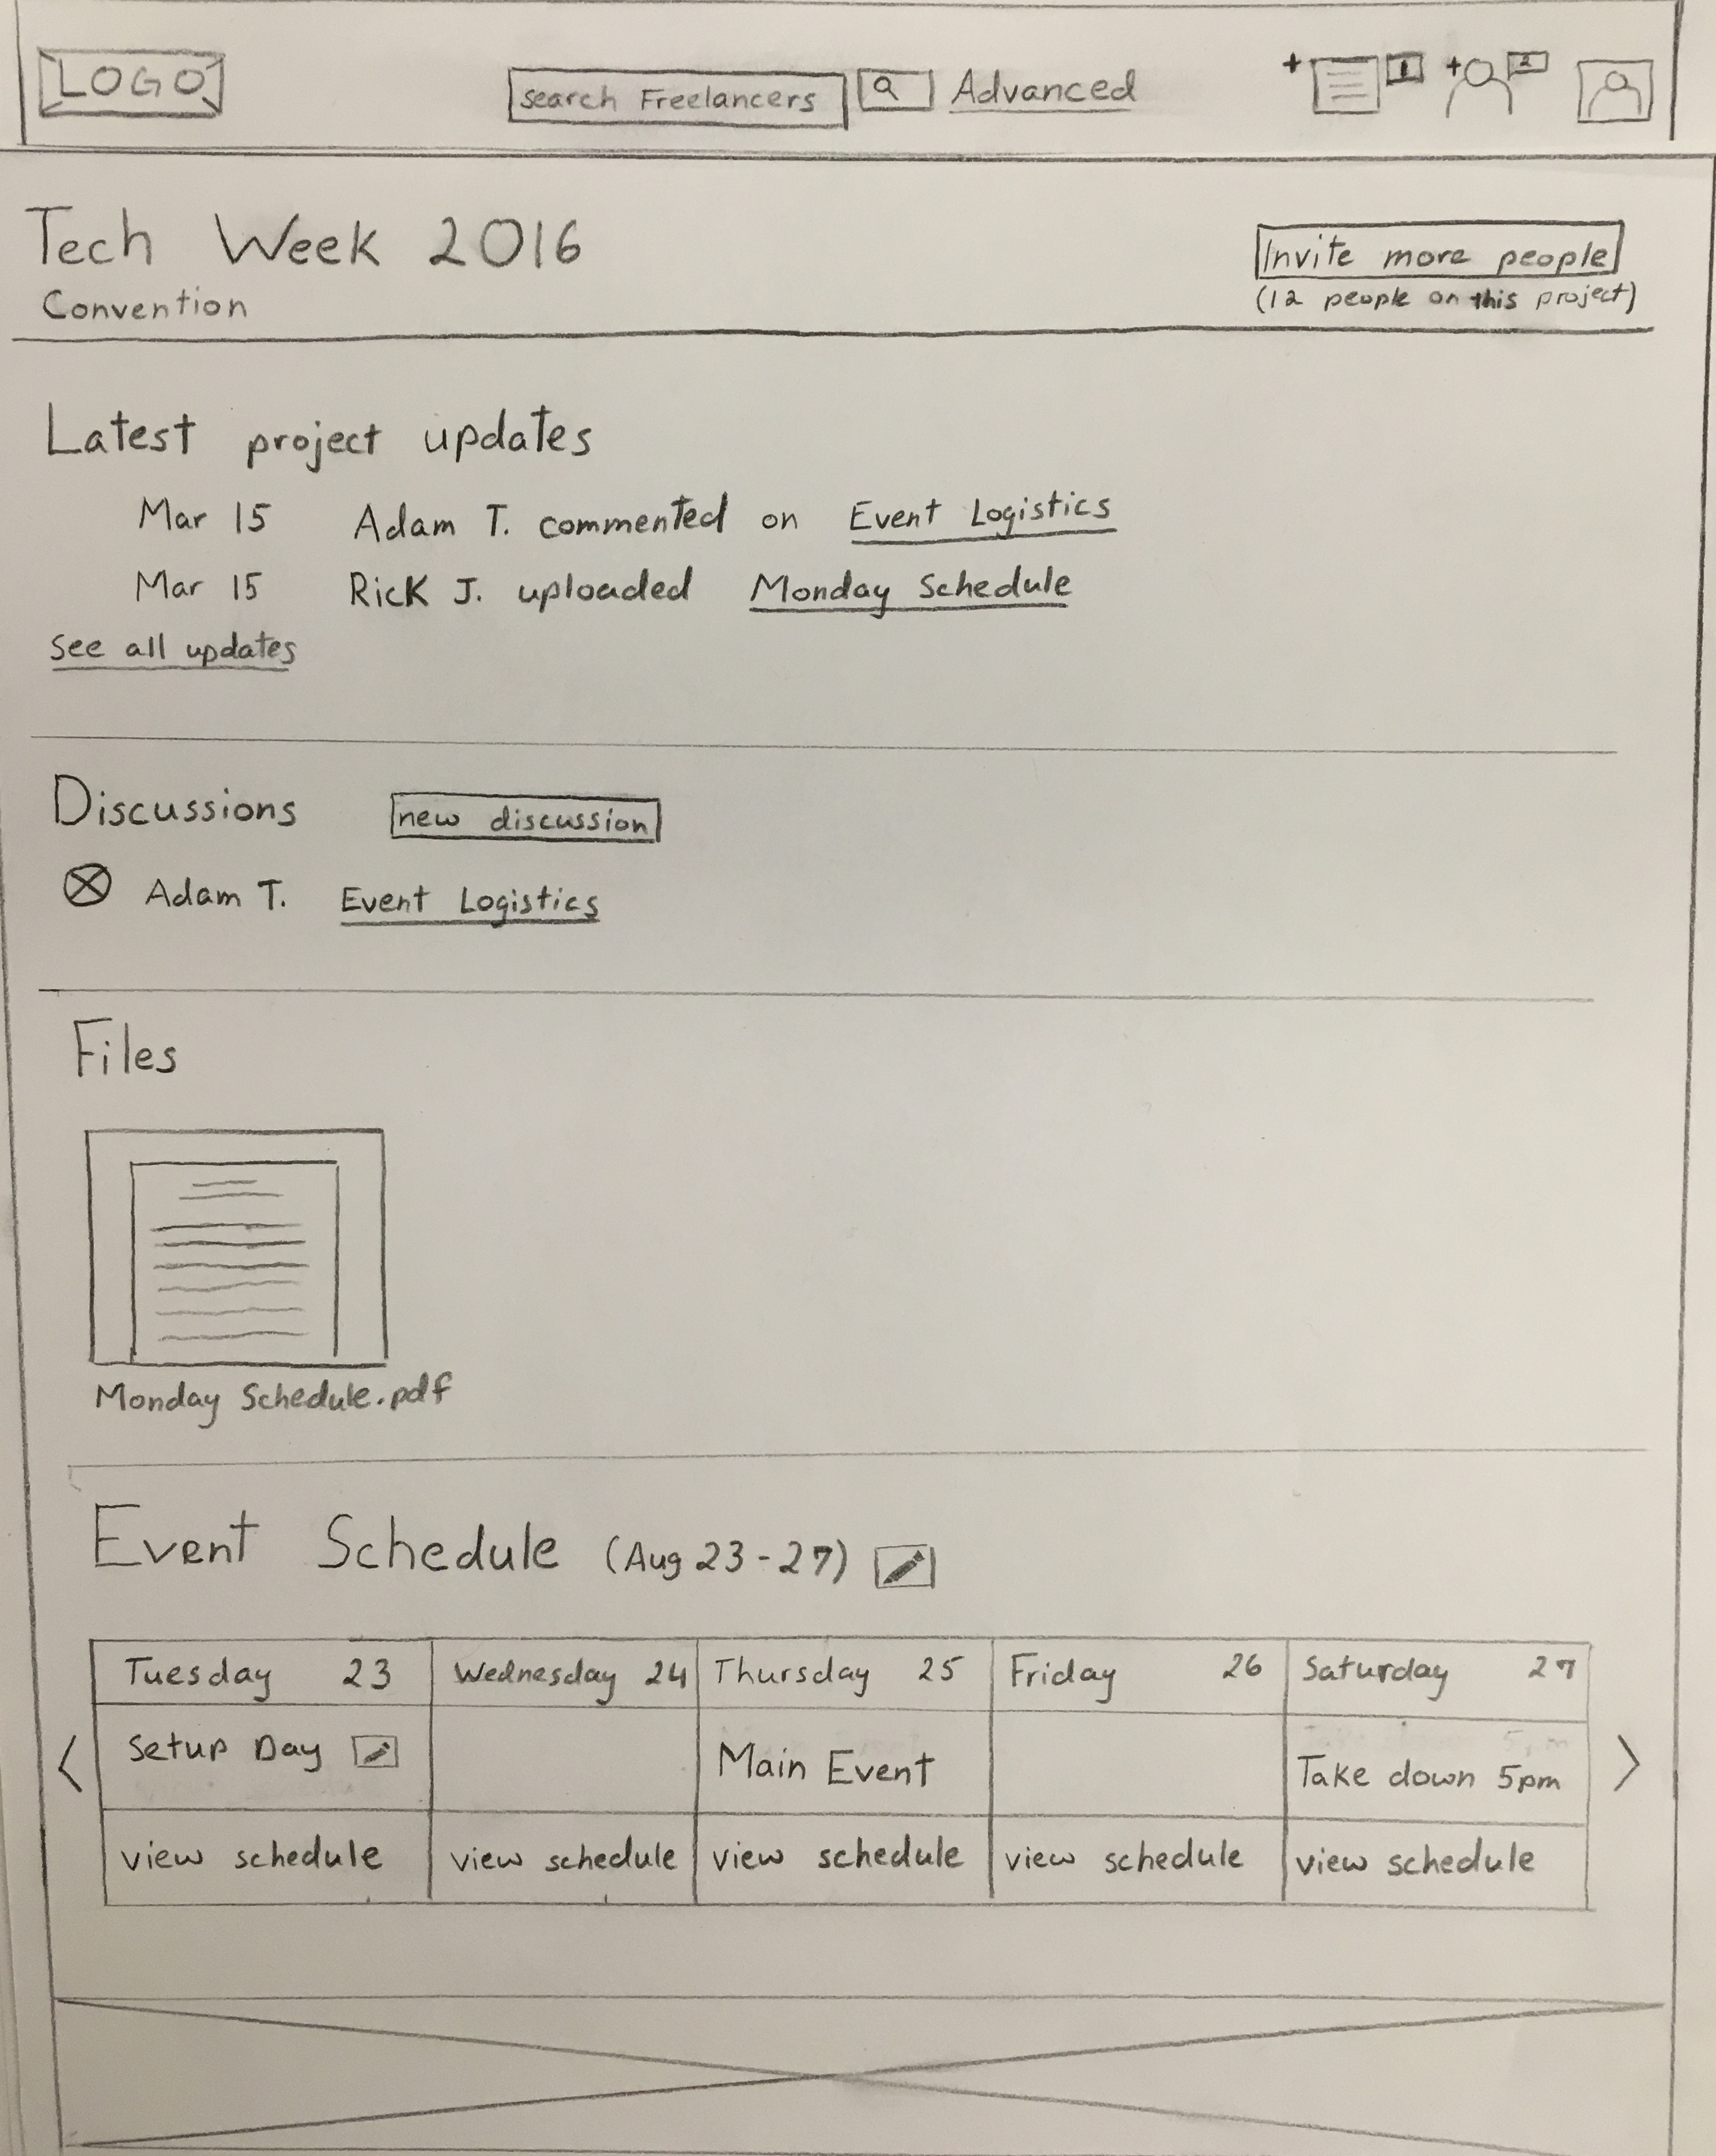 LOGO
search Freelancers Advanced + 1 + 2
Tech Week 2016
Invite more people
Convention
(12 people on this project)
Latest project updates
Mar 15 Adam T. commented on Event Logistics
Mar 15 Rick J. uploaded Monday Schedule
see all updates
Discussions new discussion
Adam T. Event Logistics
Files
Monday Schedule.pdf
Event Schedule (Aug 23-27)
Tuesday 23 Wednesday 24 Thursday 25 Friday 26 Saturday 27
Setup Day Main Event Take down 5pm
< >
view schedule view schedule view schedule view schedule view schedule